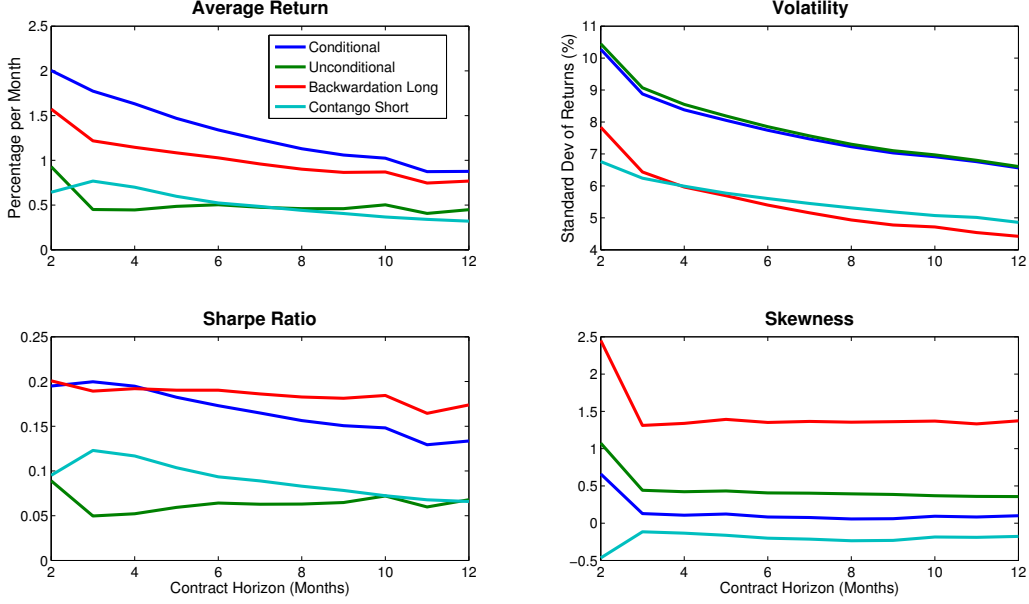 Average Return
Percentage per Month
2.5
2
1.5
1
0.5
0
2 4 6 8 10 12
Conditional
Unconditional
Backwardation Long
Contango Short
Volatility
Standard Dev of Returns (%)
11
10
9
8
7
6
5
4
2 4 6 8 10 12
Sharpe Ratio
0.25
0.2
0.15
0.1
0.05
0
2 4 6 8 10 12
Contract Horizon (Months)
Skewness
2.5
2
1.5
1
0.5
0
−0.5
2 4 6 8 10 12
Contract Horizon (Months)